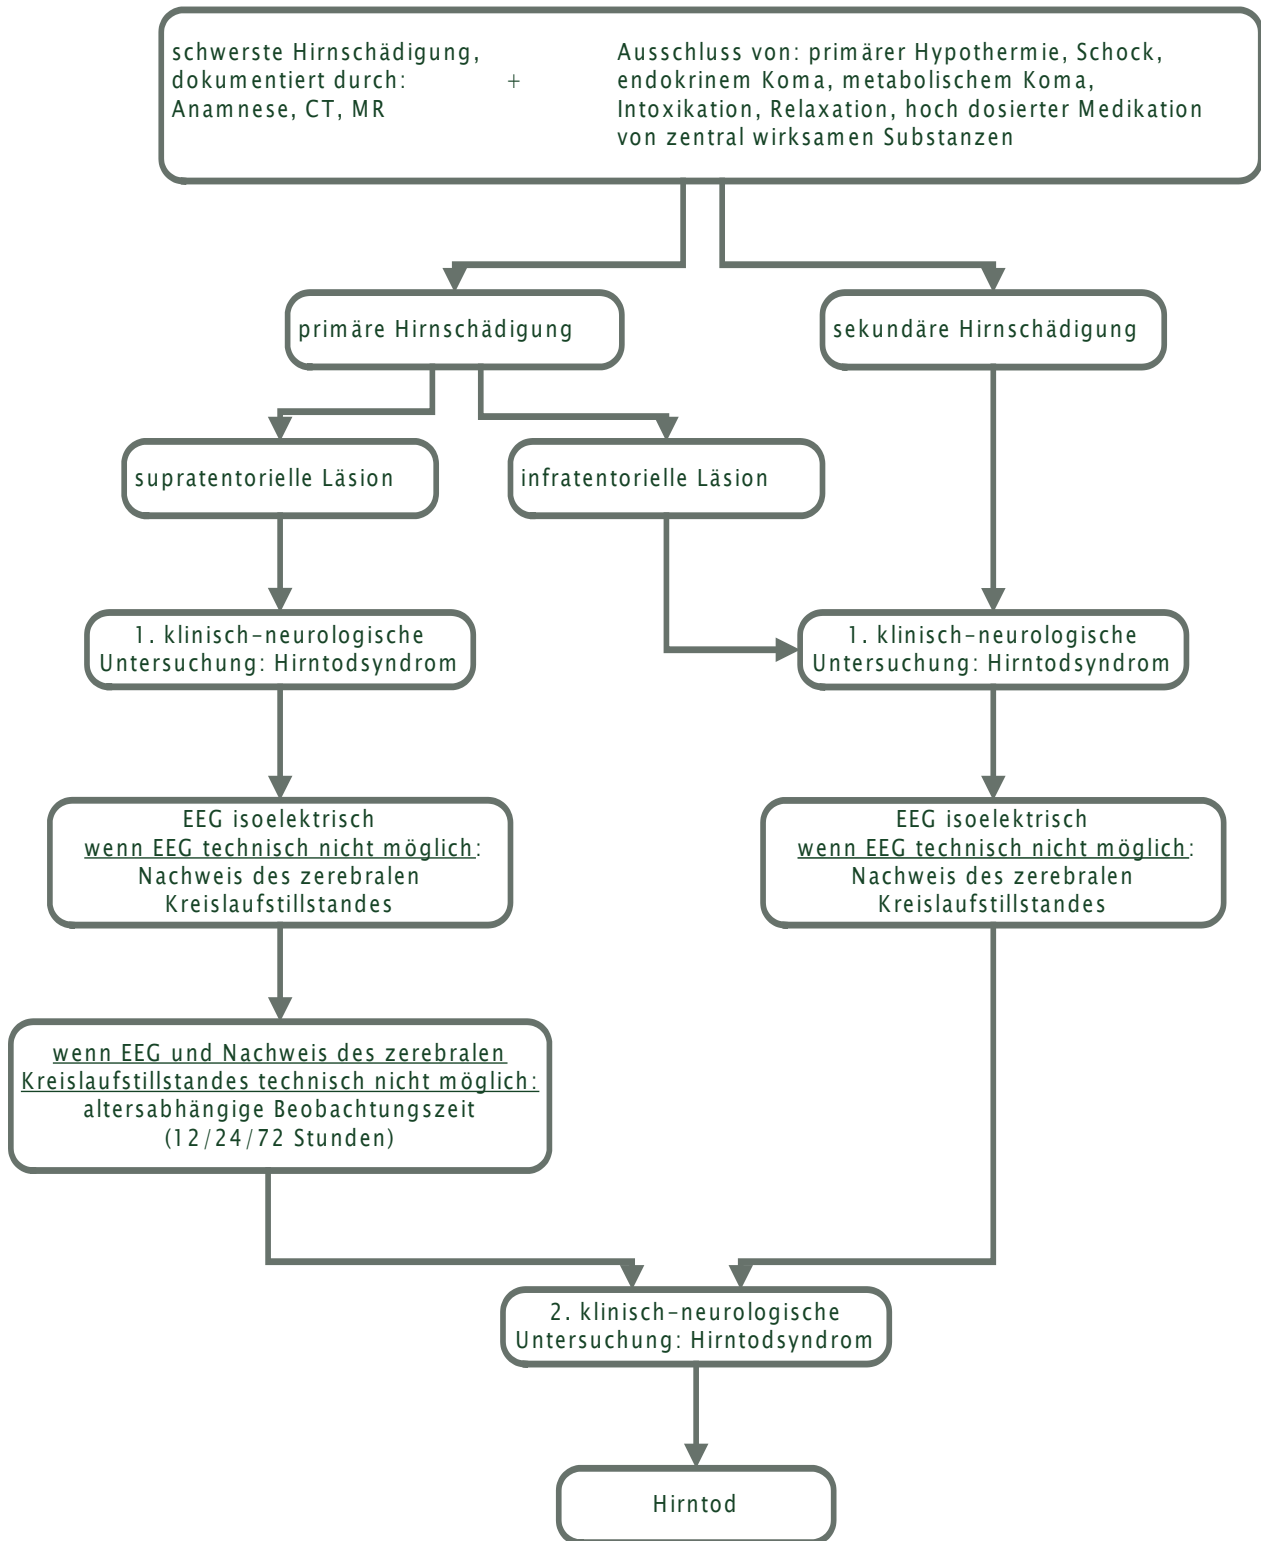 schwerste Hirnschädigung,
dokumentiert durch:
Anamnese, CT, MR
+
Ausschluss von: primärer Hypothermie, Schock,
endokrinem Koma, metabolischem Koma,
Intoxikation, Relaxation, hoch dosierter Medikation
von zentral wirksamen Substanzen
primäre Hirnschädigung
sekundäre Hirnschädigung
supratentorielle Läsion
infratentorielle Läsion
1. klinisch-neurologische
Untersuchung: Hirntodsyndrom
1. klinisch-neurologische
Untersuchung: Hirntodsyndrom
EEG isoelektrisch
wenn EEG technisch nicht möglich:
Nachweis des zerebralen
Kreislaufstillstandes
EEG isoelektrisch
wenn EEG technisch nicht möglich:
Nachweis des zerebralen
Kreislaufstillstandes
wenn EEG und Nachweis des zerebralen
Kreislaufstillstandes technisch nicht möglich:
altersabhängige Beobachtungszeit
(12/24/72 Stunden)
2. klinisch-neurologische
Untersuchung: Hirntodsyndrom
Hirntod